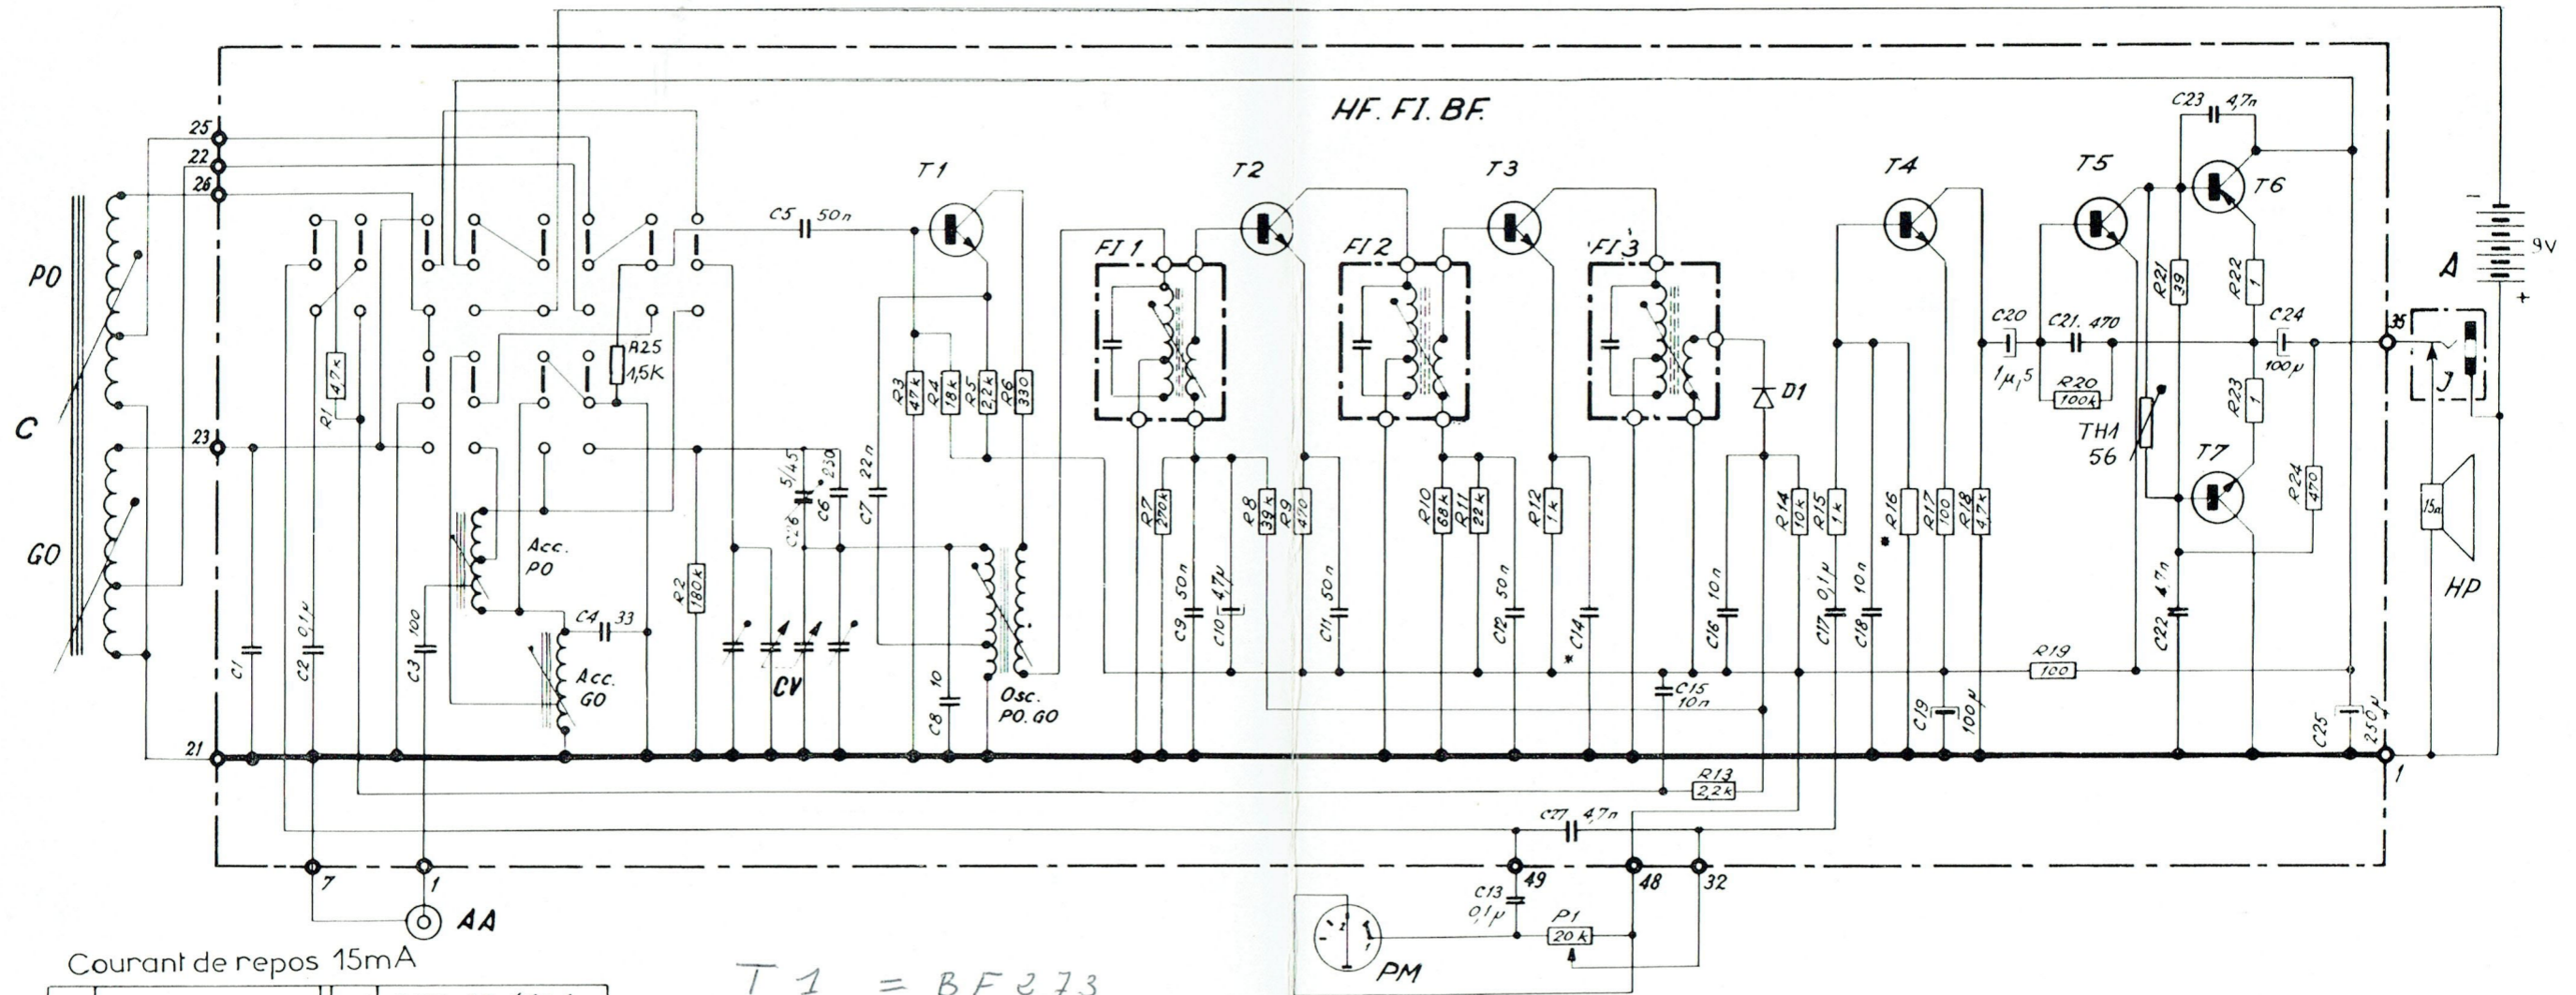 HF. FI. BF.
C23 4,7n
25
22
26
T1
T2
T3
T4
T5
T6
C5 50n
PO
FI 1
FI 2
FI 3
R21 39
R22 1
A
9V
+
-
C20 1µ,5
C21. 470
C24 100µ
35
R1 4,7k
R25 1,5K
R3 47k
R4 18k
R5 2,2k
R6 330
D1
R20 100k
R23 1
J
C
23
TH1 56
T7
5/45
C26
C6
C7 22n
R7 270k
R8 39k
R9 470
R10 68k
R11 22k
R12 1k
R14 10k
R15 1k
R16 *
R17 100
R18 4,7k
R24 470
GO
Acc. PO
R2 180k
HP
C1
C2 0,1µ
C3 100
C4 33
C9 50n
C10 4,7µ
C11 50n
C12 50n
C14 *
C16 10n
C17 0,1µ
C18 10n
C22 4,7n
Acc. GO
CV
C8 10
Osc. PO.GO
C15 10n
R19 100
C19 100µ
C25 250µ
21
1
R13 2,2k
C27 4,7n
7
1
49
48
32
AA
C13 0,1µ
P1 20k
PM
Courant de repos 15mA
T1 = BF273